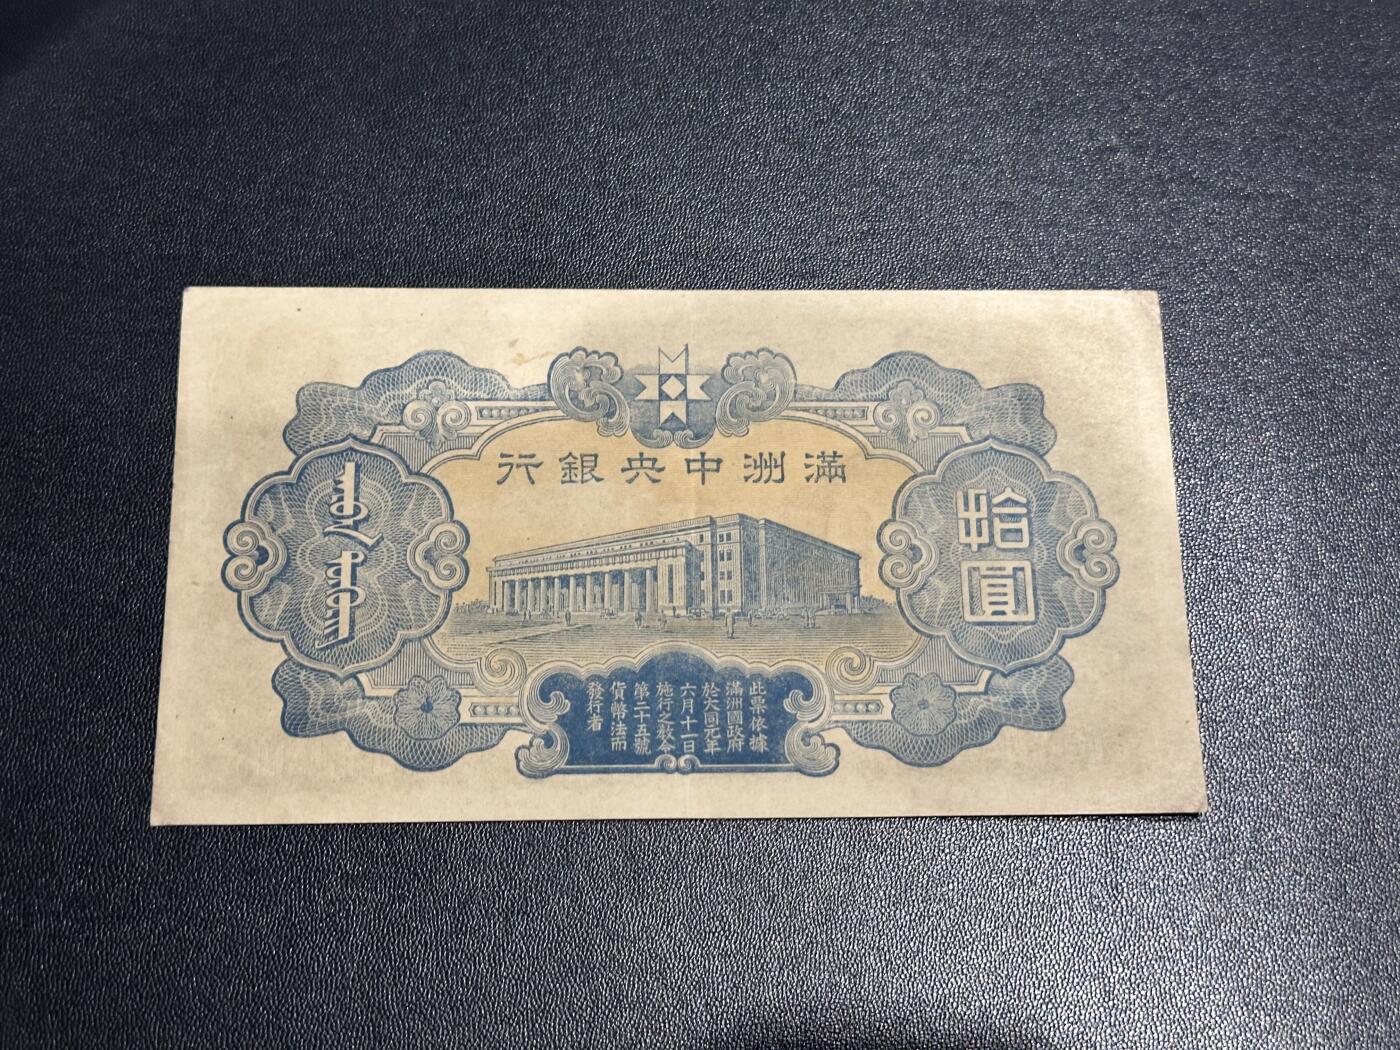 滿洲中央銀行
拾圓
此票依據
滿洲國政府
於大同元年
六月十一日
施行之教令
第二十五號
貨幣法而
發行者